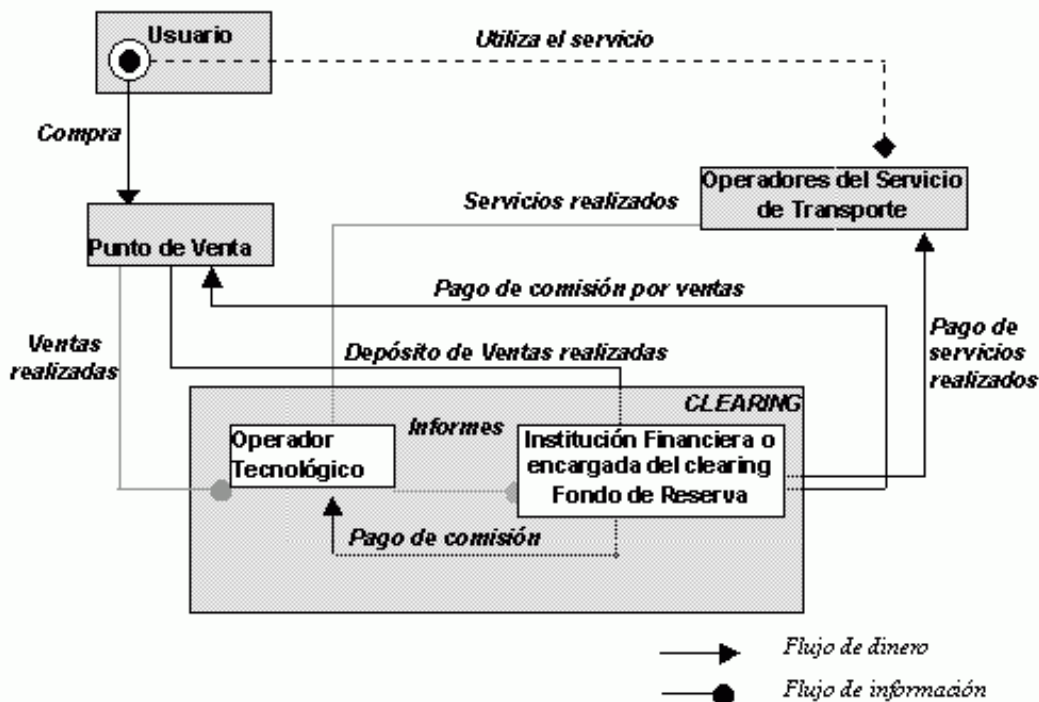 Usuario
Utiliza el servicio
Compra
Operadores del Servicio
de Transporte
Servicios realizados
Punto de Venta
Pago de comisión por ventas
Ventas
realizadas
Depósito de Ventas realizadas
Pago de
servicios
realizados
CLEARING
Informes
Operador
Tecnológico
Institución Financiera o
encargada del clearing
Fondo de Reserva
Pago de comisión
Flujo de dinero
Flujo de información